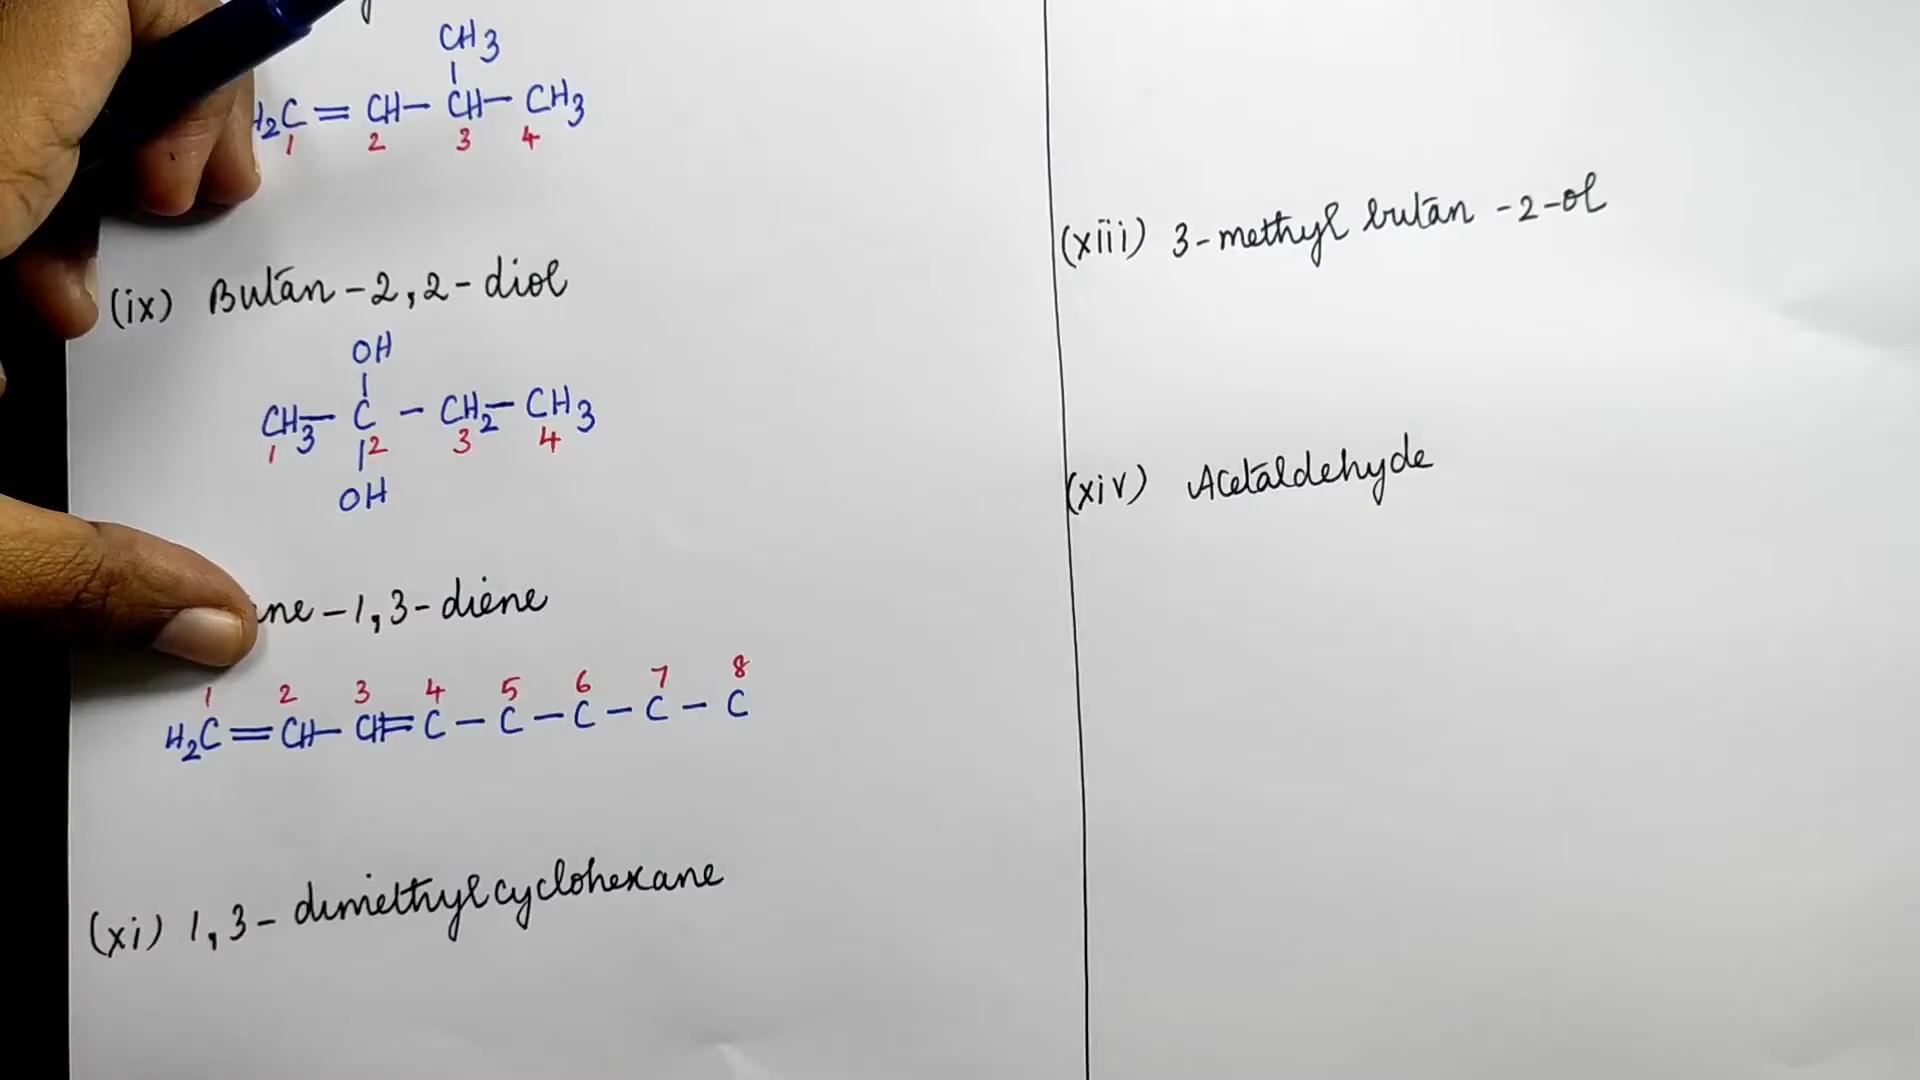 CH3
H2C = CH - CH - CH3
1 2 3 4
(ix) Butan - 2,2 - diol
OH
CH3 - C - CH2 - CH3
1 2 3 4
OH
ane - 1,3 - diene
1 2 3 4 5 6 7 8
H2C = CH - CH = C - C - C - C - C
(xi) 1,3 - dimethylcyclohexane
(xiii) 3 - methyl butan - 2 - ol
(xiv) Acetaldehyde